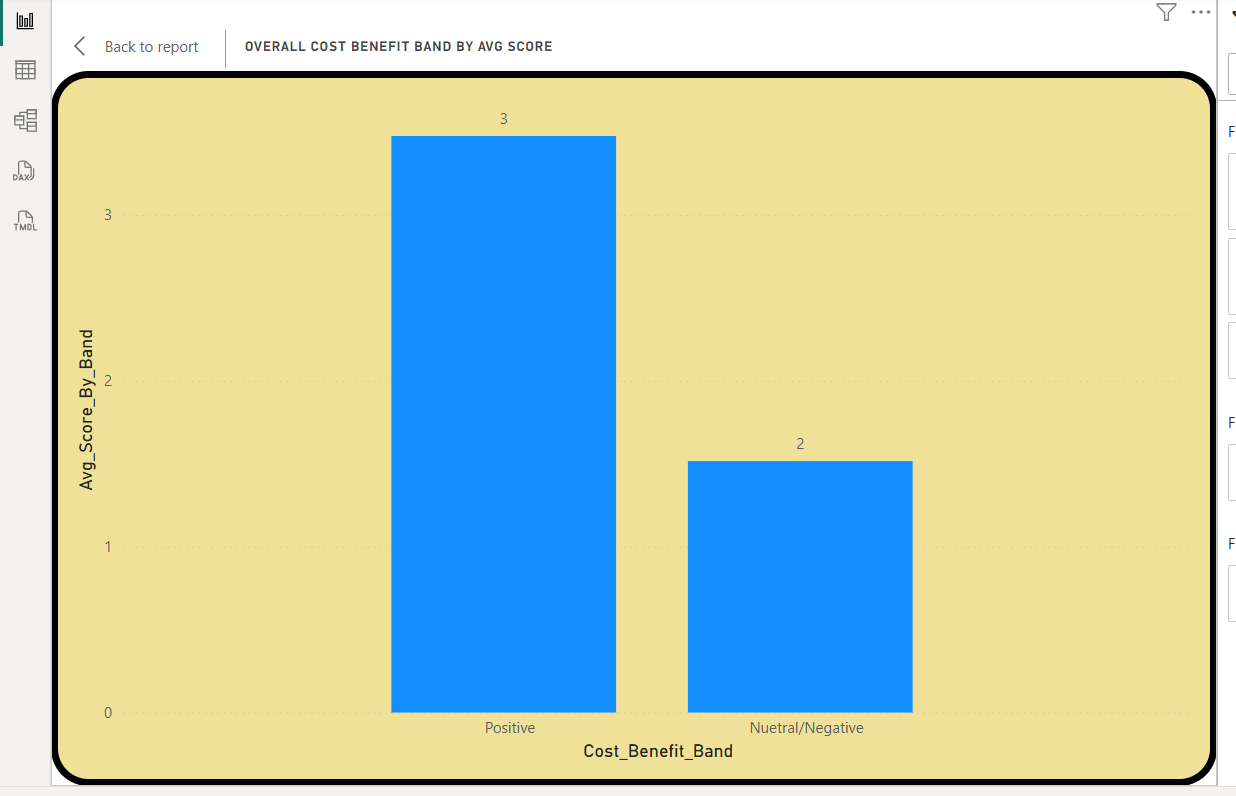 Back to report
OVERALL COST BENEFIT BAND BY AVG SCORE
DAX
TMDL
3
3
2
2
1
0
Avg_Score_By_Band
Positive
Nuetral/Negative
Cost_Benefit_Band
F
F
F